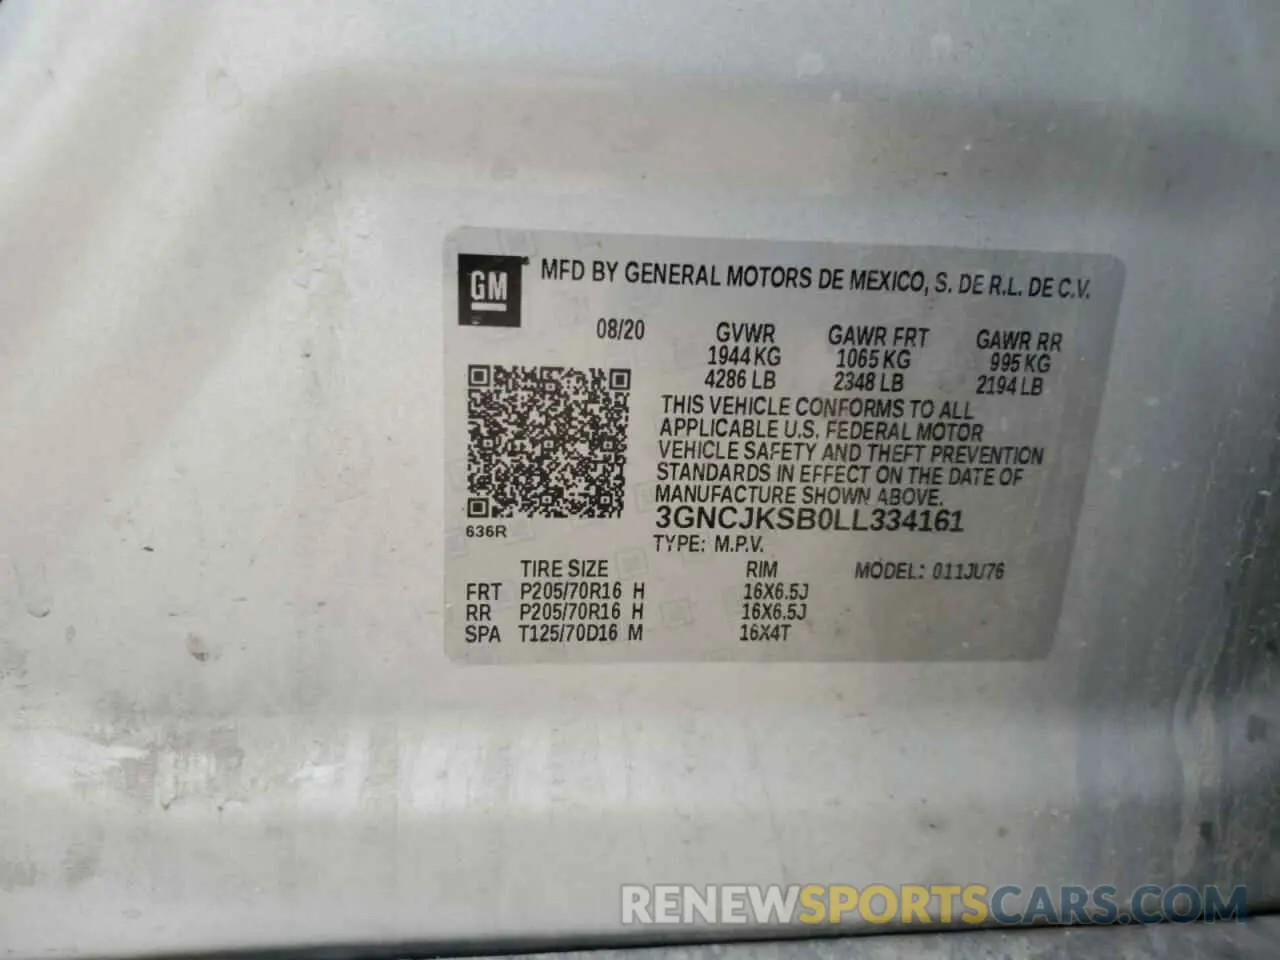 GM MFD BY GENERAL MOTORS DE MEXICO, S. DE R.L. DE C.V.
08/20 GVWR GAWR FRT GAWR RR
1944 KG 1065 KG 995 KG
4286 LB 2348 LB 2194 LB
THIS VEHICLE CONFORMS TO ALL
APPLICABLE U.S. FEDERAL MOTOR
VEHICLE SAFETY AND THEFT PREVENTION
STANDARDS IN EFFECT ON THE DATE OF
MANUFACTURE SHOWN ABOVE.
636R 3GNCJKSB0LL334161
TYPE: M.P.V.
TIRE SIZE RIM MODEL: 011JU76
FRT P205/70R16 H 16X6.5J
RR P205/70R16 H 16X6.5J
SPA T125/70D16 M 16X4T
RENEWSPORTSCARS.COM